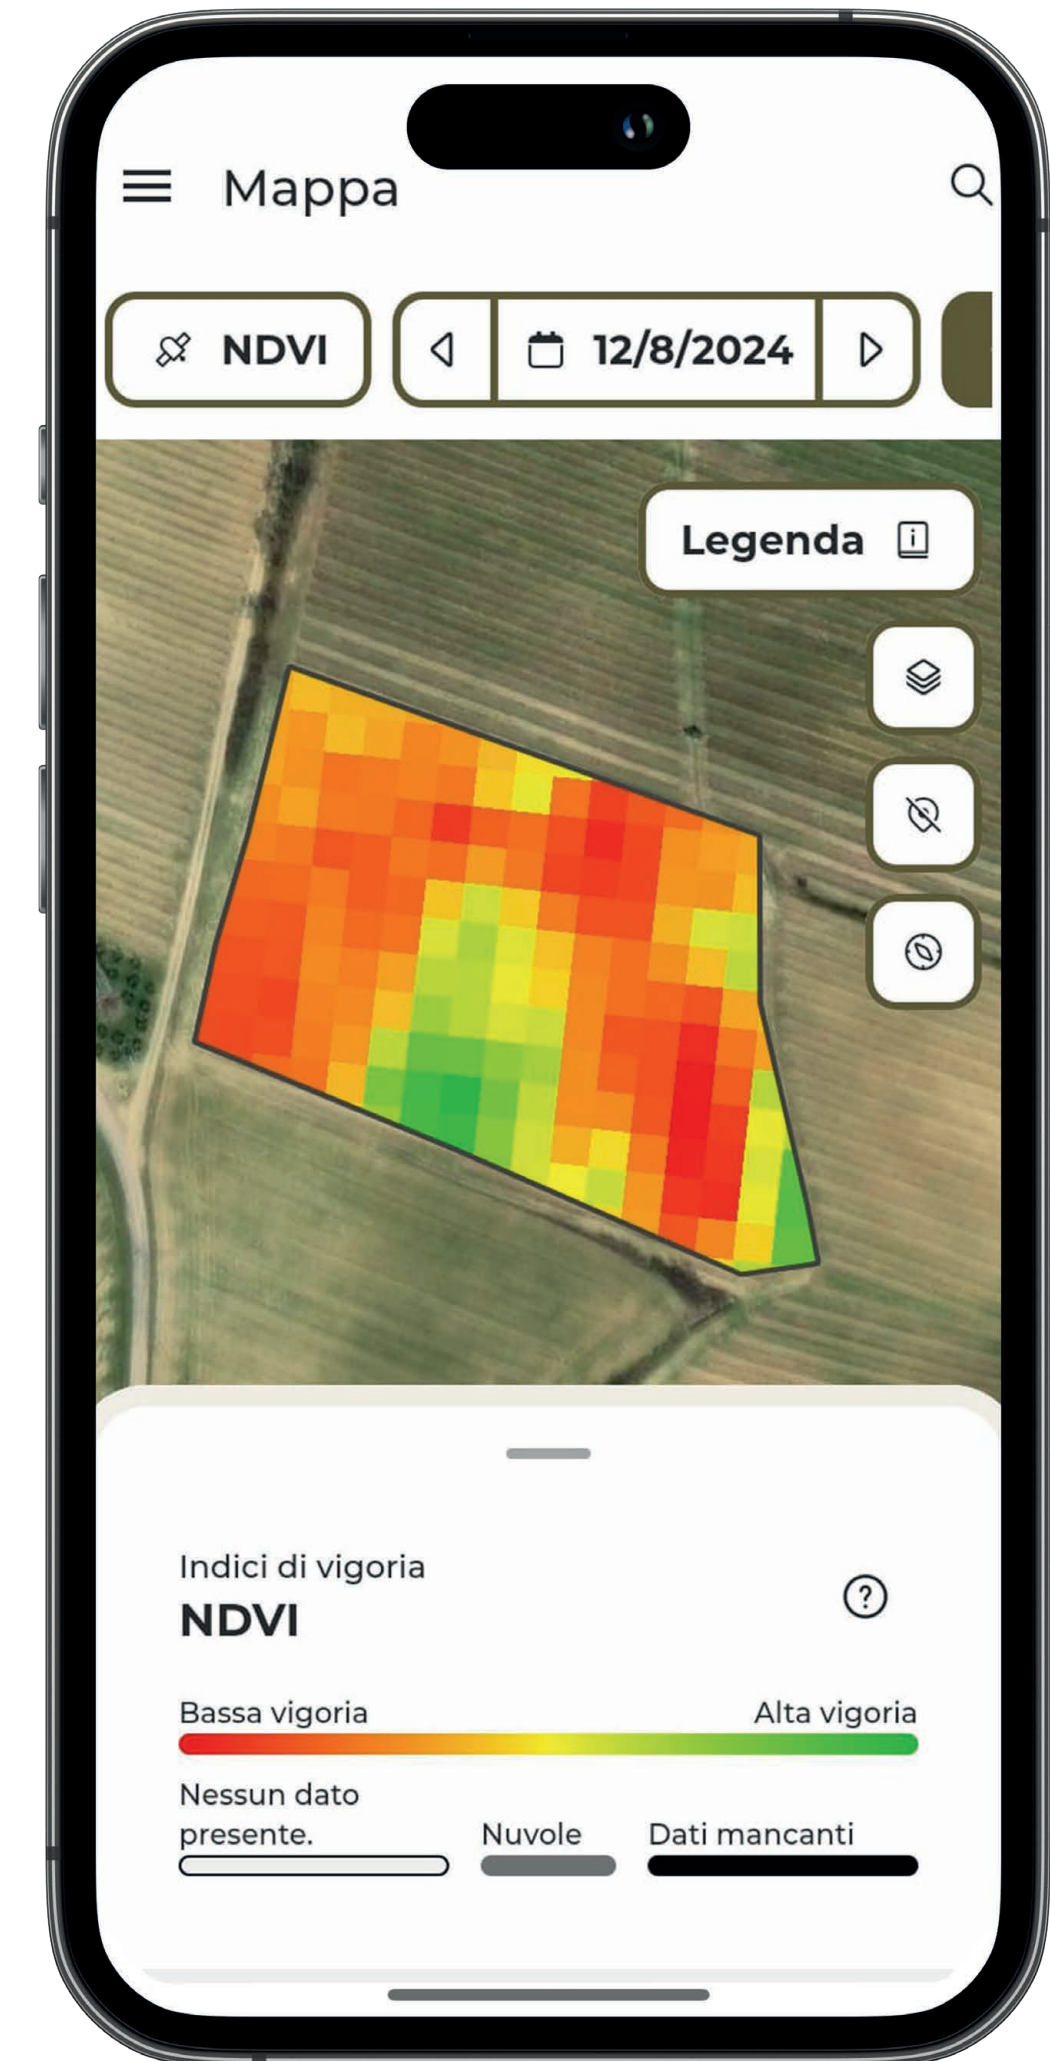 Mappa
NDVI
12/8/2024
Legenda
Indici di vigoria
NDVI
Bassa vigoria
Alta vigoria
Nessun dato
presente.
Nuvole
Dati mancanti